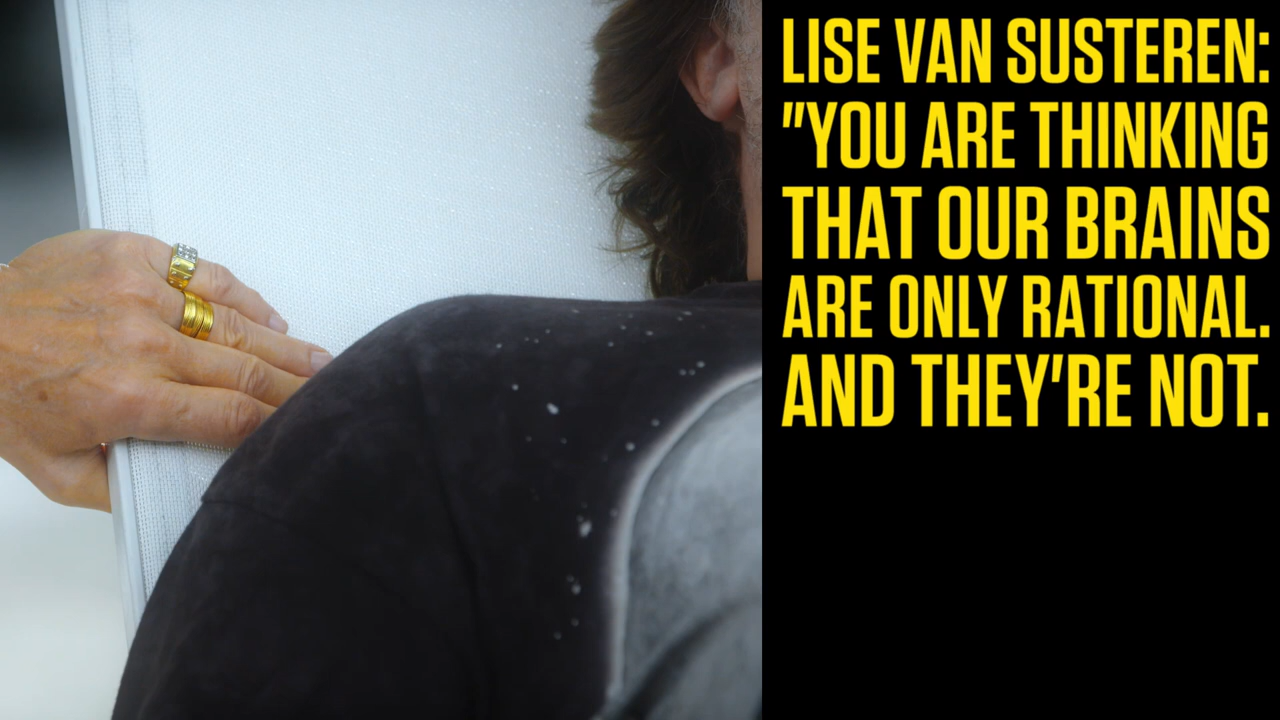 LISE VAN SUSTEREN:
"YOU ARE THINKING
THAT OUR BRAINS
ARE ONLY RATIONAL.
AND THEY'RE NOT.